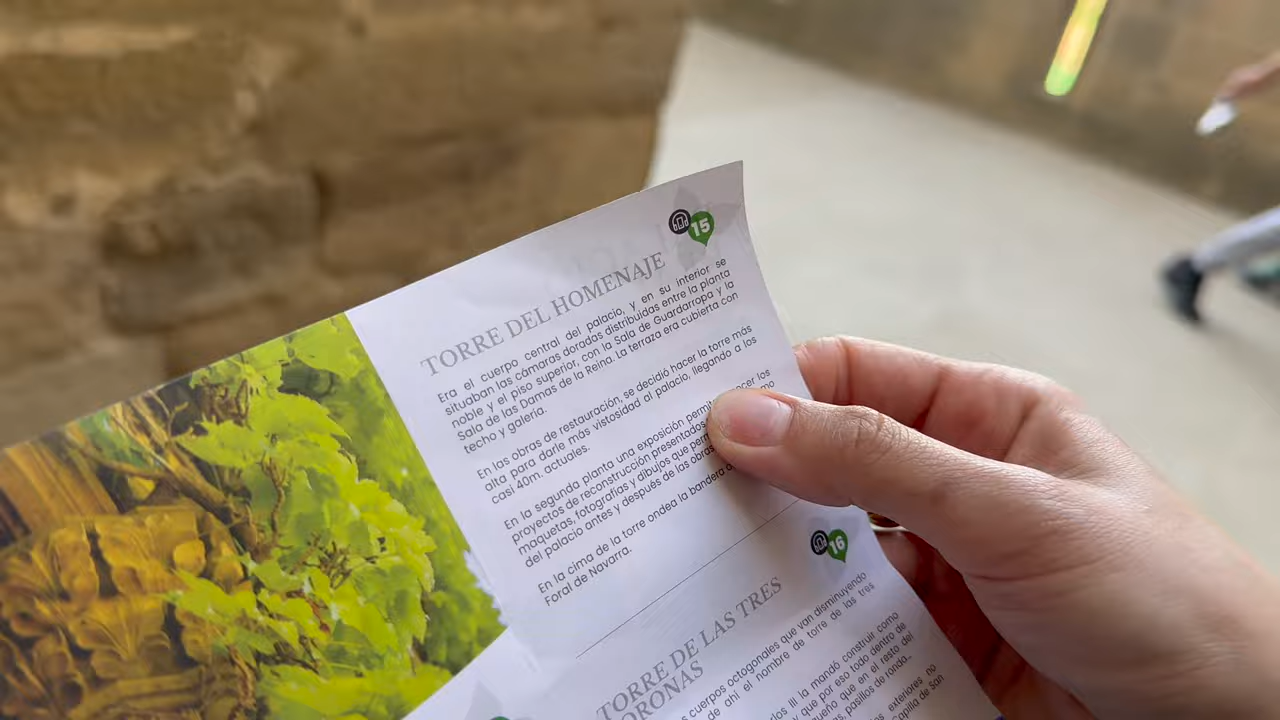 15
TORRE DEL HOMENAJE
Era el cuerpo central del palacio, y en su interior se
situaban las cámaras doradas distribuidas entre la planta
noble y el piso superior, con la Sala de Guardarropa y la
Sala de las Damas de la Reina. La terraza era cubierta con
techo y galería.
En las obras de restauración, se decidió hacer la torre más
alta para darle más vistosidad al palacio, llegando a los
casi 40m. actuales.
En la segunda planta una exposición los
proyectos de reconstrucción presentados
maquetas, fotografías y dibujos que
del palacio antes y después de las obras
En la cima de la torre ondea la bandera
Foral de Navarra.
16
TORRE DE LAS TRES
cuerpos octogonales que van disminuyendo
de ahí el nombre de torre de las tres
III la mandó construir como
y que por eso todo dentro de
que en el resto del
pasillos de ronda...
exteriores no
de San